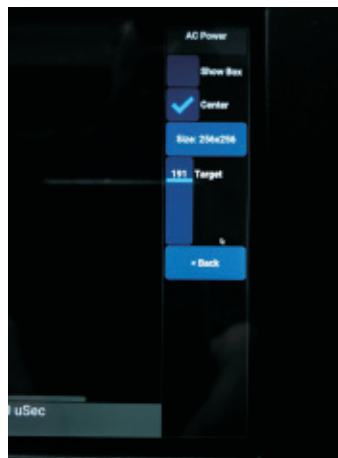 AC Power
Show Box
Center
Size: 256x256
191 Target
< Back
uSec